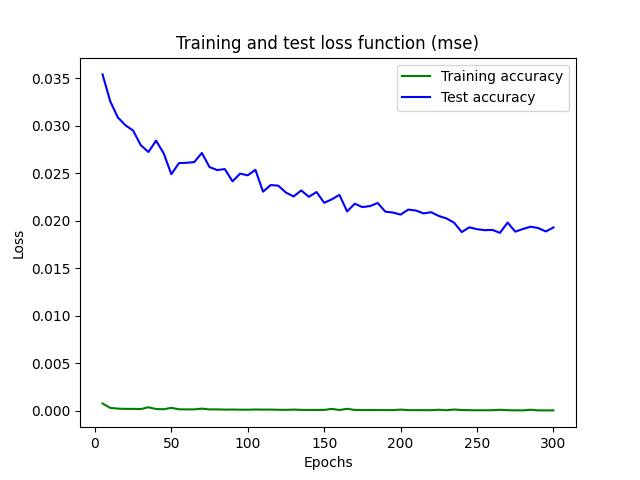 Training and test loss function (mse)
Training accuracy
Test accuracy
Loss
0.035
0.030
0.025
0.020
0.015
0.010
0.005
0.000
0 50 100 150 200 250 300
Epochs